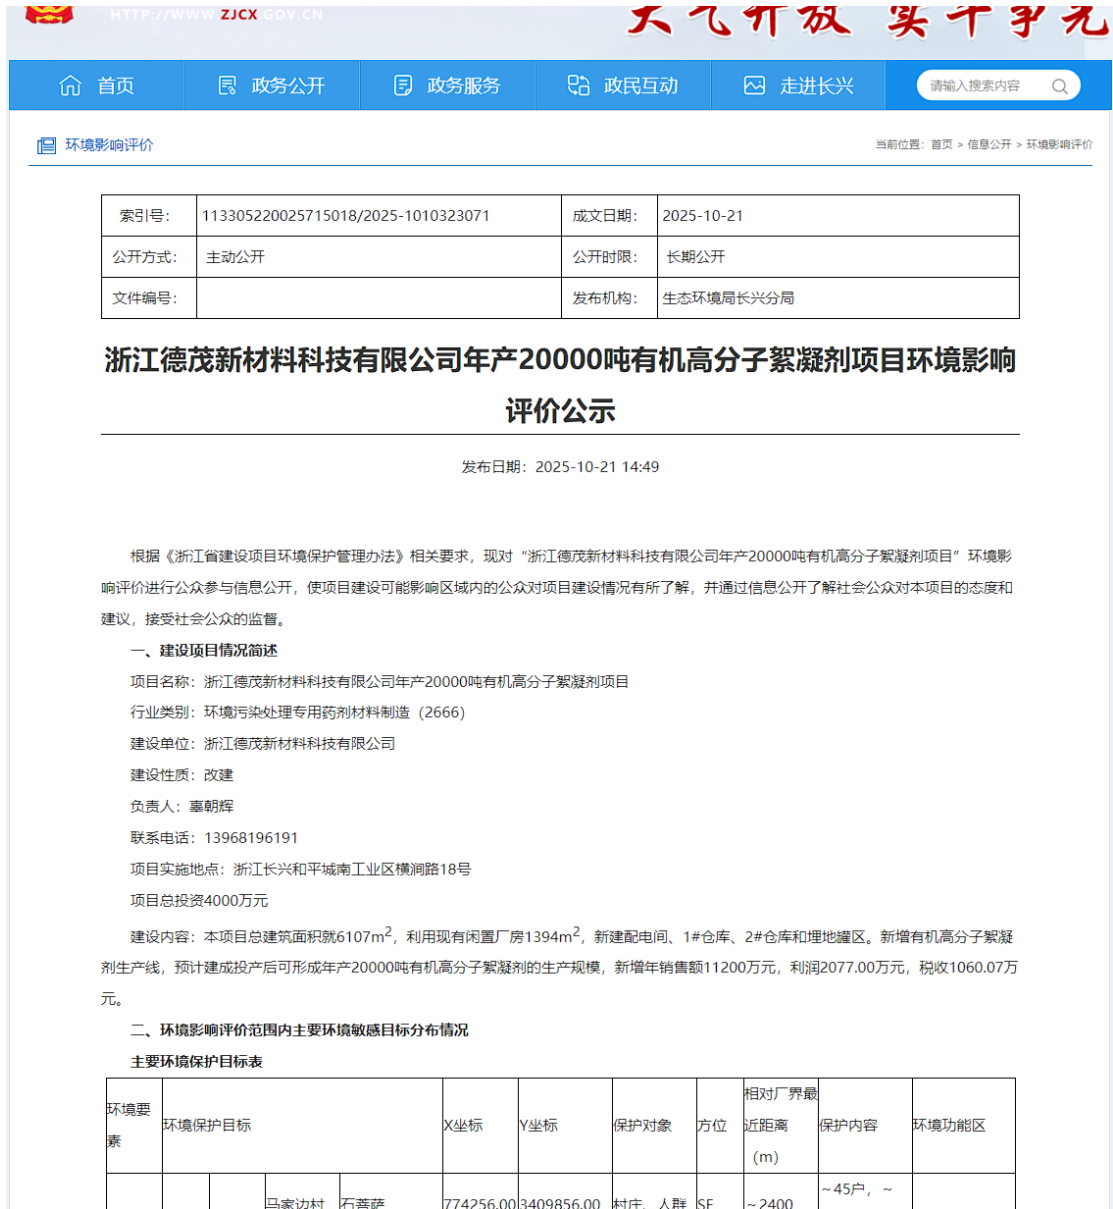 HTTP://WWW.ZJCX.GOV.CN
大气开放 实干争先
首页
政务公开
政务服务
政民互动
走进长兴
请输入搜索内容
环境影响评价
当前位置：首页 > 信息公开 > 环境影响评价
索引号： 113305220025715018/2025-1010323071 成文日期： 2025-10-21
公开方式： 主动公开 公开时限： 长期公开
文件编号： 发布机构： 生态环境局长兴分局
浙江德茂新材料科技有限公司年产20000吨有机高分子絮凝剂项目环境影响
评价公示
发布日期：2025-10-21 14:49
根据《浙江省建设项目环境保护管理办法》相关要求，现对“浙江德茂新材料科技有限公司年产20000吨有机高分子絮凝剂项目”环境影
响评价进行公众参与信息公开，使项目建设可能影响区域内的公众对项目建设情况有所了解，并通过信息公开了解社会公众对本项目的态度和
建议，接受社会公众的监督。
一、建设项目情况简述
项目名称：浙江德茂新材料科技有限公司年产20000吨有机高分子絮凝剂项目
行业类别：环境污染处理专用药剂材料制造（2666）
建设单位：浙江德茂新材料科技有限公司
建设性质：改建
负责人：辜朝辉
联系电话：13968196191
项目实施地点：浙江长兴和平城南工业区横涧路18号
项目总投资4000万元
建设内容：本项目总建筑面积就6107m²，利用现有闲置厂房1394m²，新建配电间、1#仓库、2#仓库和埋地罐区。新增有机高分子絮凝
剂生产线，预计建成投产后可形成年产20000吨有机高分子絮凝剂的生产规模，新增年销售额11200万元，利润2077.00万元，税收1060.07万
元。
二、环境影响评价范围内主要环境敏感目标分布情况
主要环境保护目标表
环境要素 环境保护目标 X坐标 Y坐标 保护对象 方位 相对厂界最近距离（m） 保护内容 环境功能区
马家边村 石菩萨 774256.00 3409856.00 村庄、人群 SE ~2400 ~45户，~